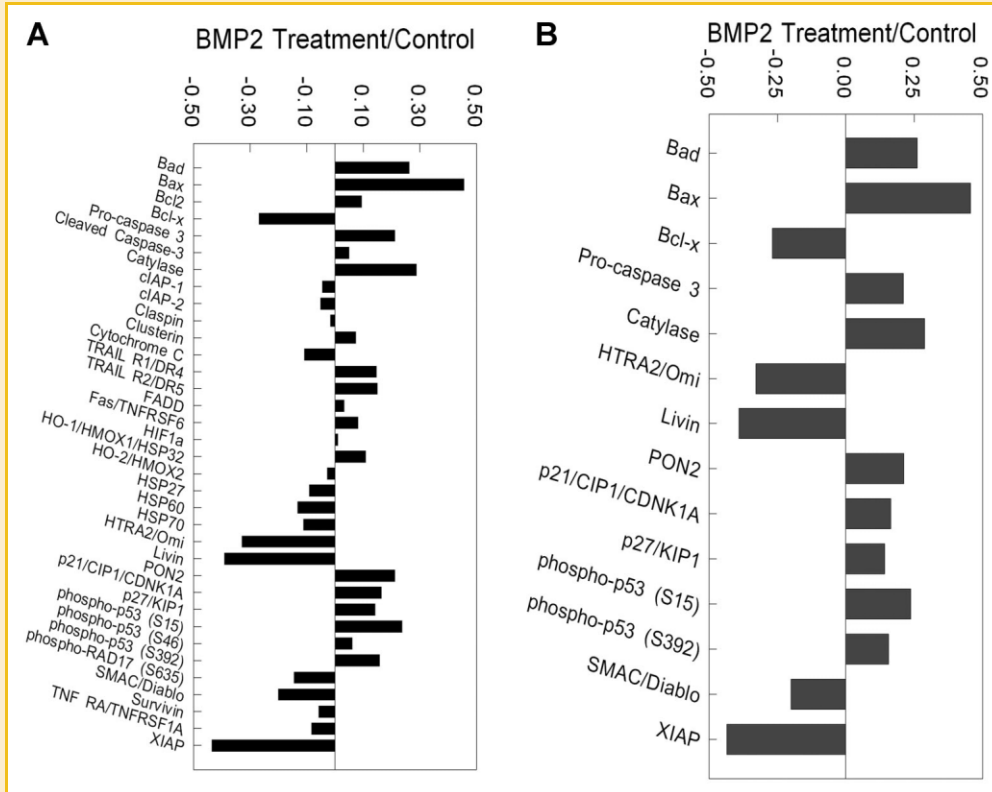 A
BMP2 Treatment/Control
-0.50
-0.30
-0.10
0.10
0.30
0.50
Bad
Bax
Bcl2
Bcl-x
Pro-caspase 3
Cleaved Caspase-3
Catylase
cIAP-1
cIAP-2
Claspin
Clusterin
Cytochrome C
TRAIL R1/DR4
TRAIL R2/DR5
FADD
Fas/TNFRSF6
HIF1a
HO-1/HMOX1/HSP32
HO-2/HMOX2
HSP27
HSP60
HSP70
HTRA2/Omi
Livin
PON2
p21/CIP1/CDNK1A
p27/KIP1
phospho-p53 (S15)
phospho-p53 (S46)
phospho-p53 (S392)
phospho-RAD17 (S635)
SMAC/Diablo
Survivin
TNF RA/TNFRSF1A
XIAP
B
BMP2 Treatment/Control
-0.50
-0.25
0.00
0.25
0.50
Bad
Bax
Bcl-x
Pro-caspase 3
Catylase
HTRA2/Omi
Livin
PON2
p21/CIP1/CDNK1A
p27/KIP1
phospho-p53 (S15)
phospho-p53 (S392)
SMAC/Diablo
XIAP